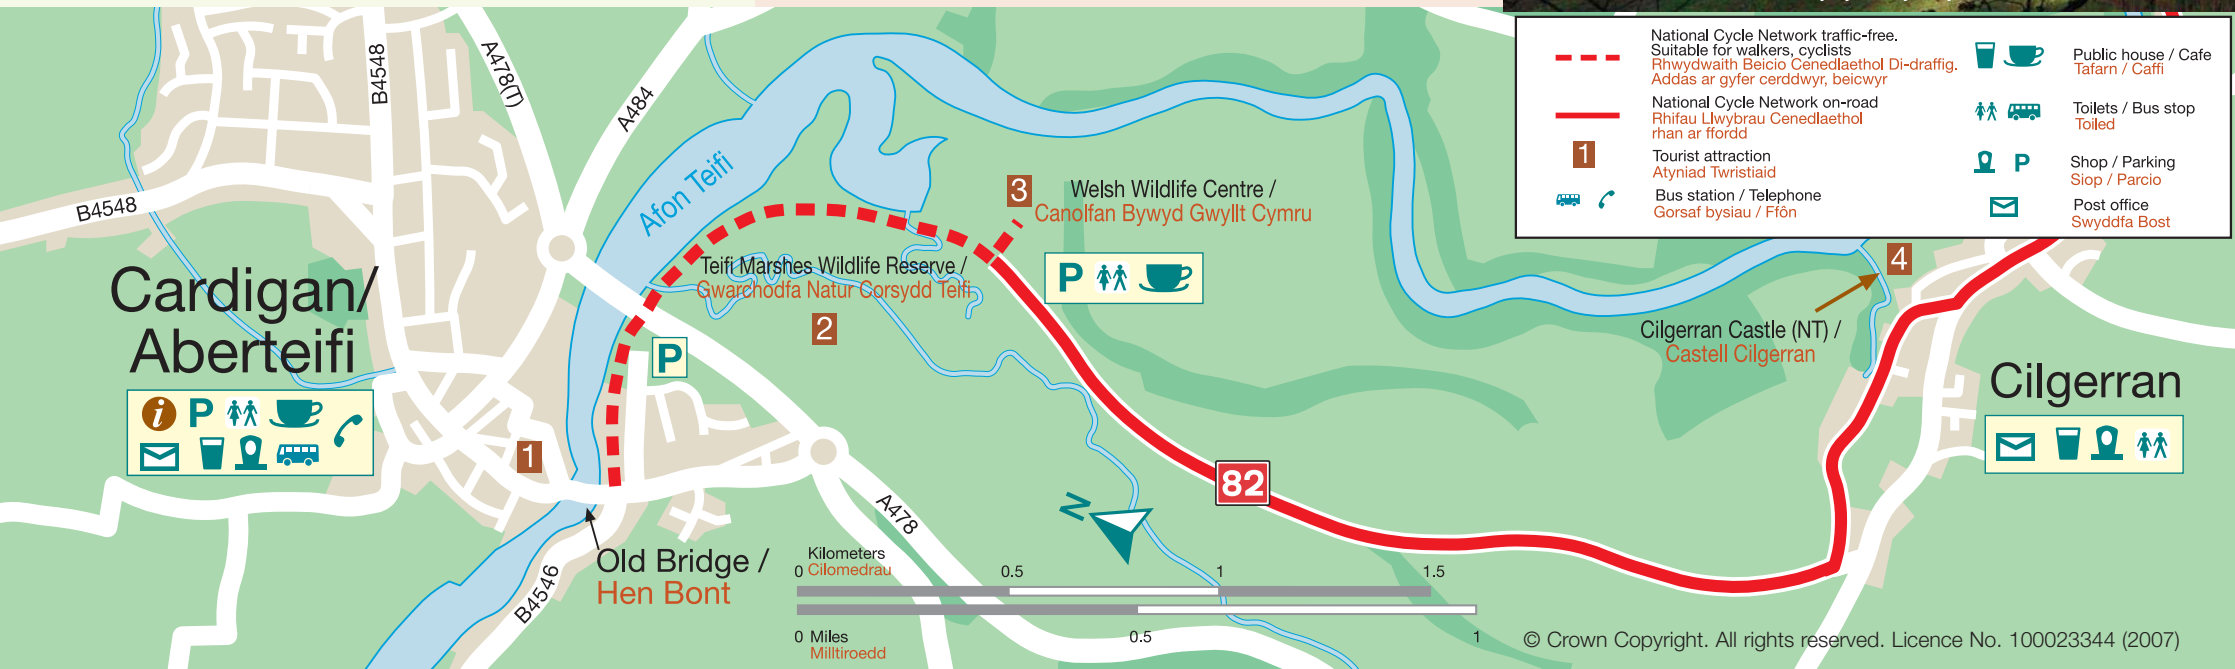 B4548
A478(T)
A484
B4548
Afon Teifi
Cardigan/
Aberteifi
1
Teifi Marshes Wildlife Reserve /
Gwarchodfa Natur Corsydd Teifi
2
3
Welsh Wildlife Centre /
Canolfan Bywyd Gwyllt Cymru
P
P
i P
Old Bridge /
Hen Bont
B4546
A478
82
N
Kilometers
Cilomedrau
0 0.5 1 1.5
0 0.5 1
Miles
Milltiroedd
4
Cilgerran Castle (NT) /
Castell Cilgerran
Cilgerran
National Cycle Network traffic-free.
Suitable for walkers, cyclists
Rhwydwaith Beicio Cenedlaethol Di-draffig.
Addas ar gyfer cerddwyr, beicwyr
National Cycle Network on-road
Rhifau Llwybrau Cenedlaethol
rhan ar ffordd
1
Tourist attraction
Atyniad Twristiaid
Bus station / Telephone
Gorsaf bysiau / Ffôn
Public house / Cafe
Tafarn / Caffi
Toilets / Bus stop
Toiled
P
Shop / Parking
Siop / Parcio
Post office
Swyddfa Bost
© Crown Copyright. All rights reserved. Licence No. 100023344 (2007)